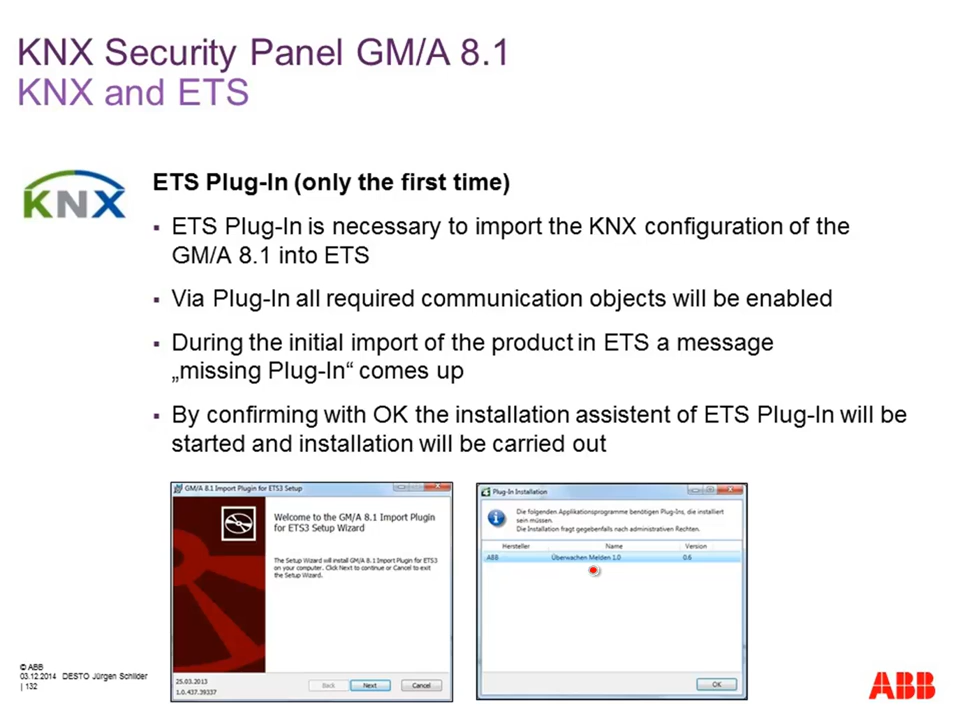 KNX Security Panel GM/A 8.1
KNX and ETS
KNX
ETS Plug-In (only the first time)
▪ ETS Plug-In is necessary to import the KNX configuration of the
GM/A 8.1 into ETS
▪ Via Plug-In all required communication objects will be enabled
▪ During the initial import of the product in ETS a message
„missing Plug-In“ comes up
▪ By confirming with OK the installation assistent of ETS Plug-In will be
started and installation will be carried out
GM/A 8.1 Import Plugin for ETS3 Setup
Welcome to the GM/A 8.1 Import Plugin
for ETS3 Setup Wizard
The Setup Wizard will install GM/A 8.1 Import Plugin for ETS3
on your computer. Click Next to continue or Cancel to exit
the Setup Wizard.
25.03.2013
1.0.437.39337
Back Next Cancel
Plug-In Installation
Die folgenden Applikationsprogramme benötigen Plug-Ins, die installiert
sein müssen.
Die Installation fragt gegebenfalls nach administrativen Rechten.
Hersteller Name Version
ABB Überwachen Melden 1.0 0.6
OK
© ABB
03.12.2014 DESTO Jürgen Schilder
| 132
ABB